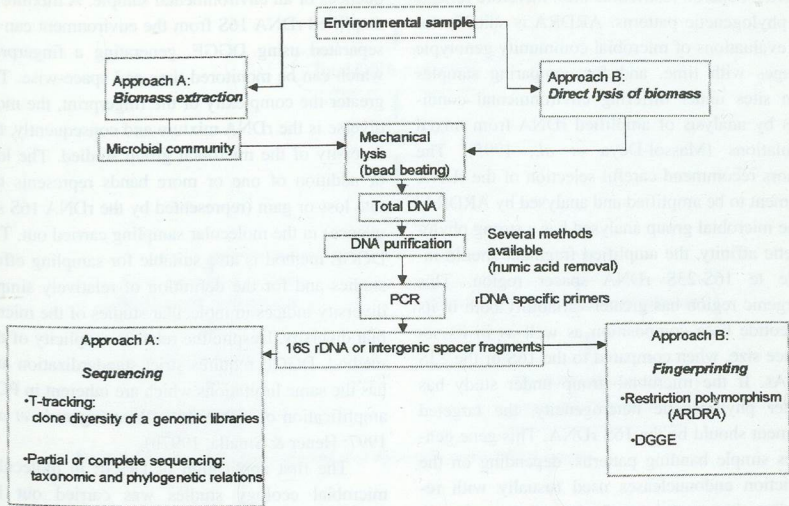 Environmental sample
Approach A:
Biomass extraction
Approach B:
Direct lysis of biomass
Microbial community
Mechanical
lysis
(bead beating)
Total DNA
DNA purification
Several methods
available
(humic acid removal)
PCR
rDNA specific primers
16S rDNA or intergenic spacer fragments
Approach A:
Sequencing
•T-tracking:
clone diversity of a genomic libraries
•Partial or complete sequencing:
taxonomic and phylogenetic relations
Approach B:
Fingerprinting
•Restriction polymorphism
(ARDRA)
•DGGE